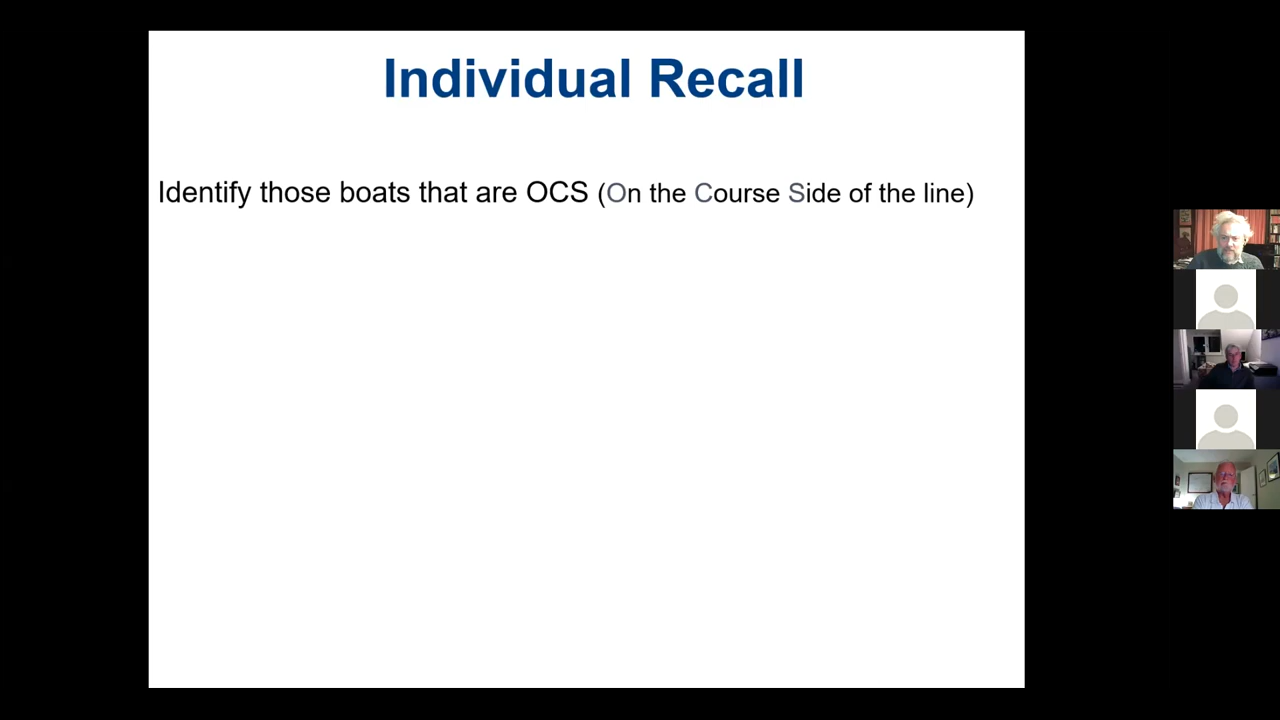 Individual Recall
Identify those boats that are OCS (On the Course Side of the line)